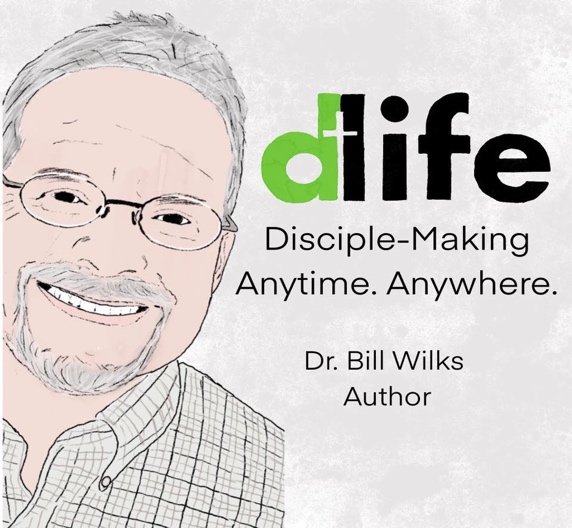 dlife
Disciple-Making
Anytime. Anywhere.
Dr. Bill Wilks
Author